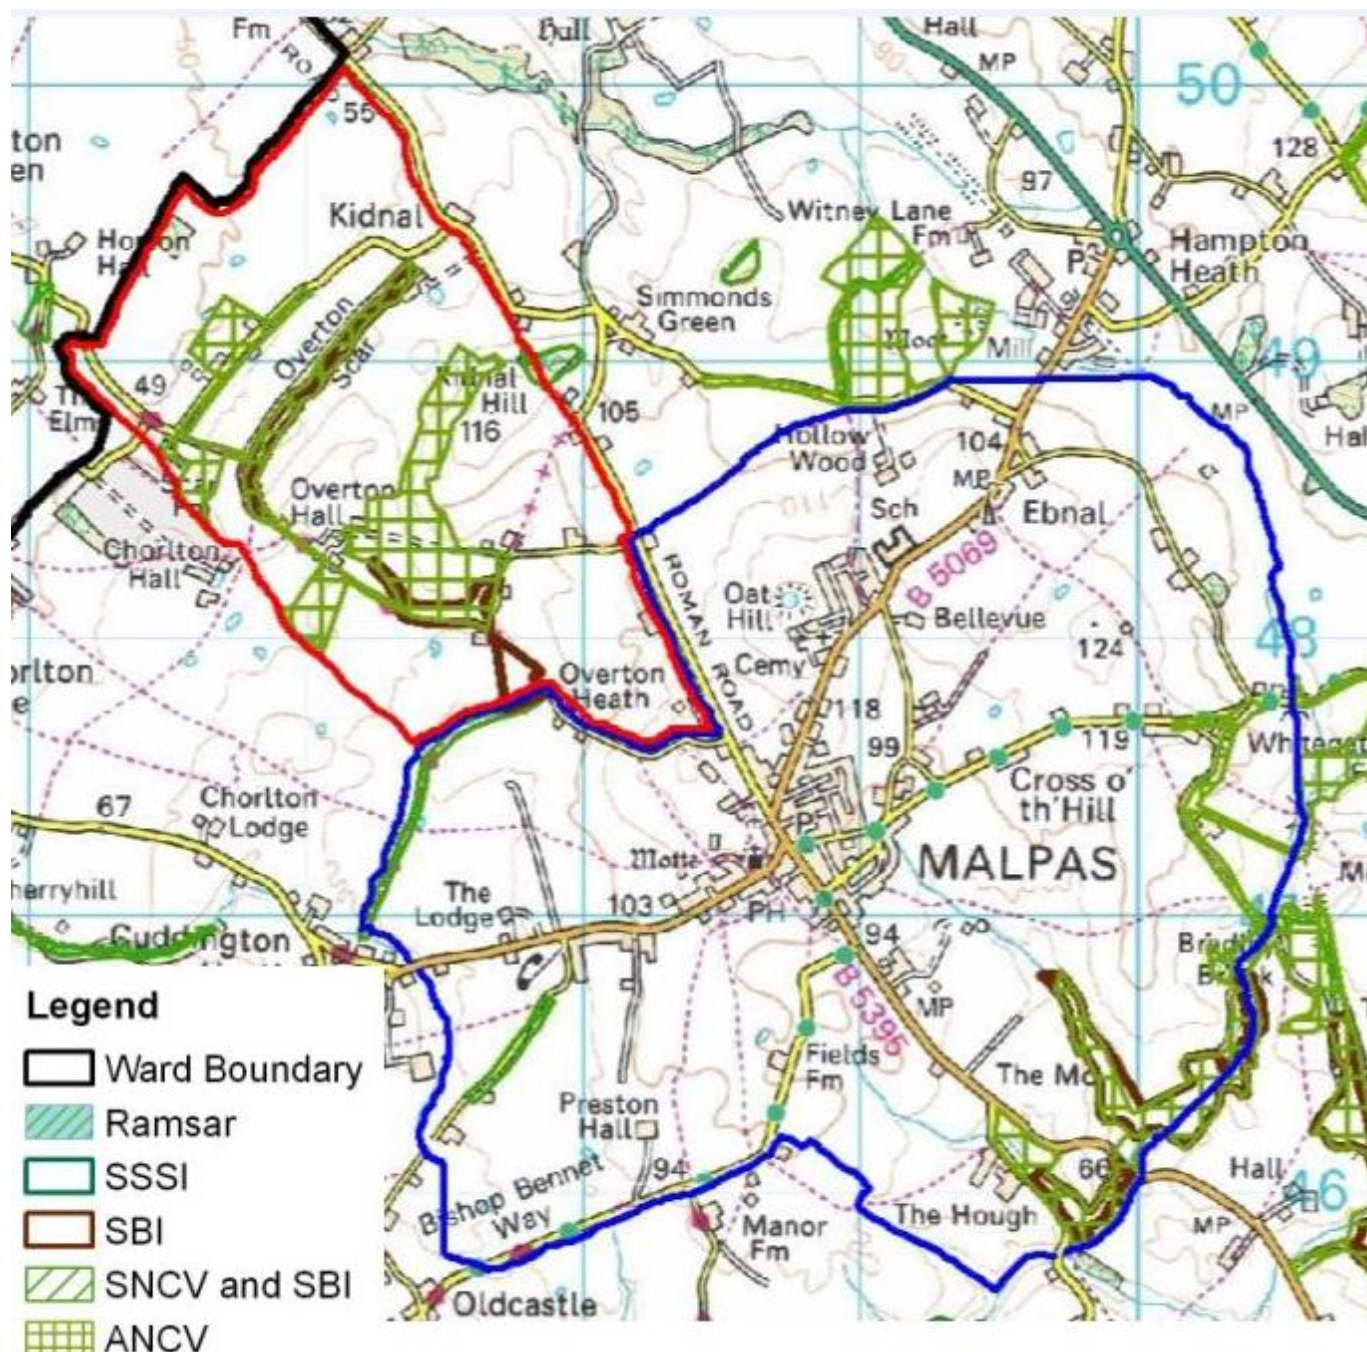 Fm
ROAD
55
Hall
MP
50
128
97
Kidnal
Witney Lane
Fm
P
Hampton
Heath
Simmonds
Green
Overton
Scar
Mill
49
49
Hill
116
105
MP
Hollow
Wood
104
MP
Overton
Hall
Sch
Ebnal
Chorlton
Hall
ROMAN ROAD
Oat
Hill
B 5069
Bellevue
48
124
Cemy
Overton
Heath
118
99
119
Cross o'
th' Hill
67
Chorlton
Lodge
P
MALPAS
Motte
The
Lodge
103
PH
94
Cuddington
B 5395
MP
Fields
Fm
Preston
Hall
94
66
Hall
46
Bishop Bennet
Way
Manor
Fm
The Hough
MP
Oldcastle
Legend
Ward Boundary
Ramsar
SSSI
SBI
SNCV and SBI
ANCV